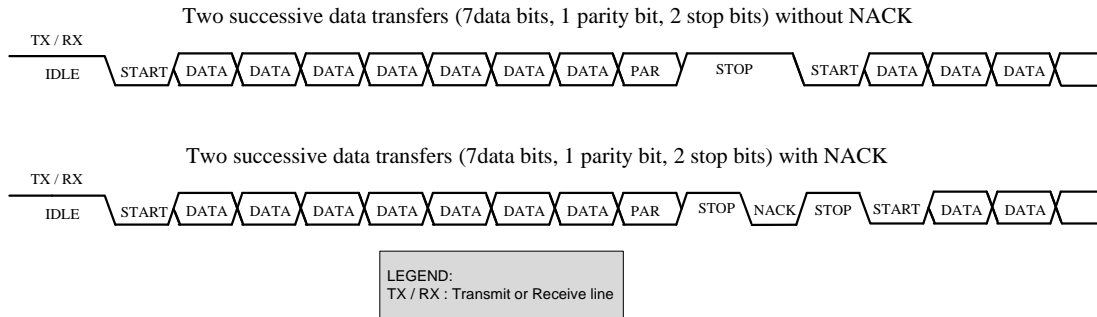 Two successive data transfers (7data bits, 1 parity bit, 2 stop bits) without NACK
TX / RX
IDLE START DATA DATA DATA DATA DATA DATA DATA PAR STOP START DATA DATA DATA
Two successive data transfers (7data bits, 1 parity bit, 2 stop bits) with NACK
TX / RX
IDLE START DATA DATA DATA DATA DATA DATA DATA PAR STOP NACK STOP START DATA DATA
LEGEND:
TX / RX : Transmit or Receive line